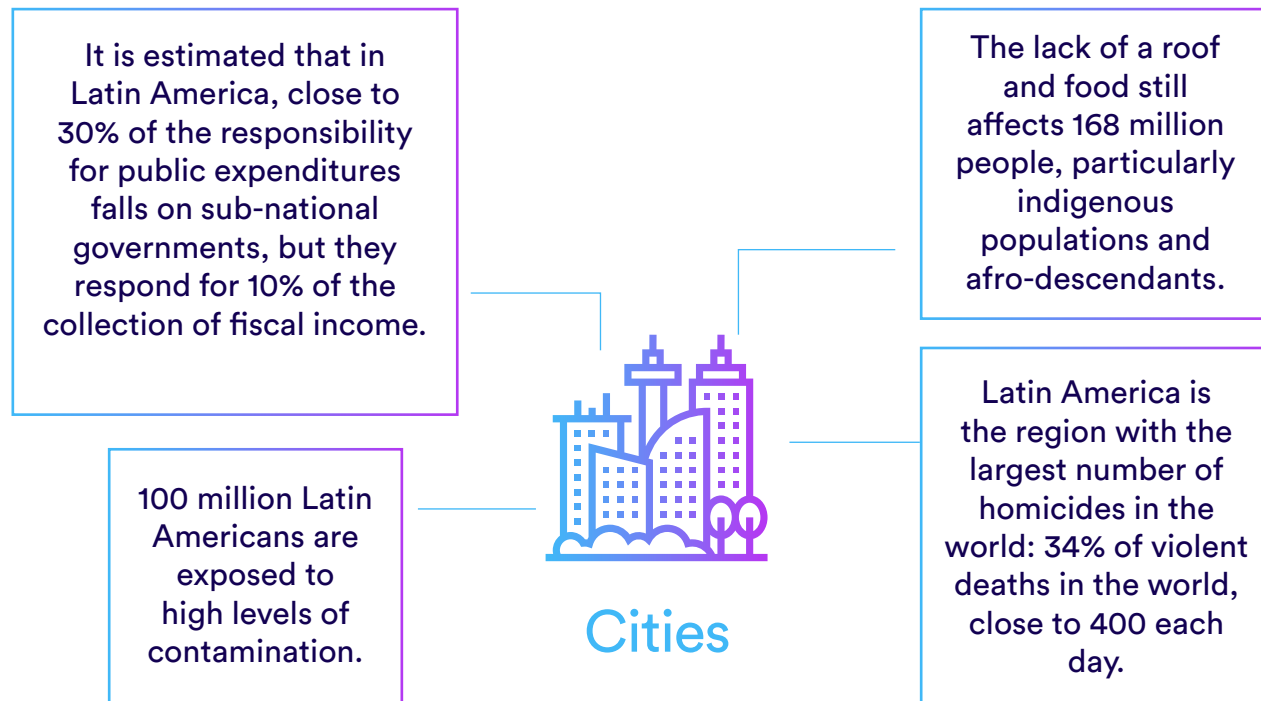 It is estimated that in
Latin America, close to
30% of the responsibility
for public expenditures
falls on sub-national
governments, but they
respond for 10% of the
collection of fiscal income.
The lack of a roof
and food still
affects 168 million
people, particularly
indigenous
populations and
afro-descendants.
100 million Latin
Americans are
exposed to
high levels of
contamination.
Latin America is
the region with the
largest number of
homicides in the
world: 34% of violent
deaths in the world,
close to 400 each
day.
Cities